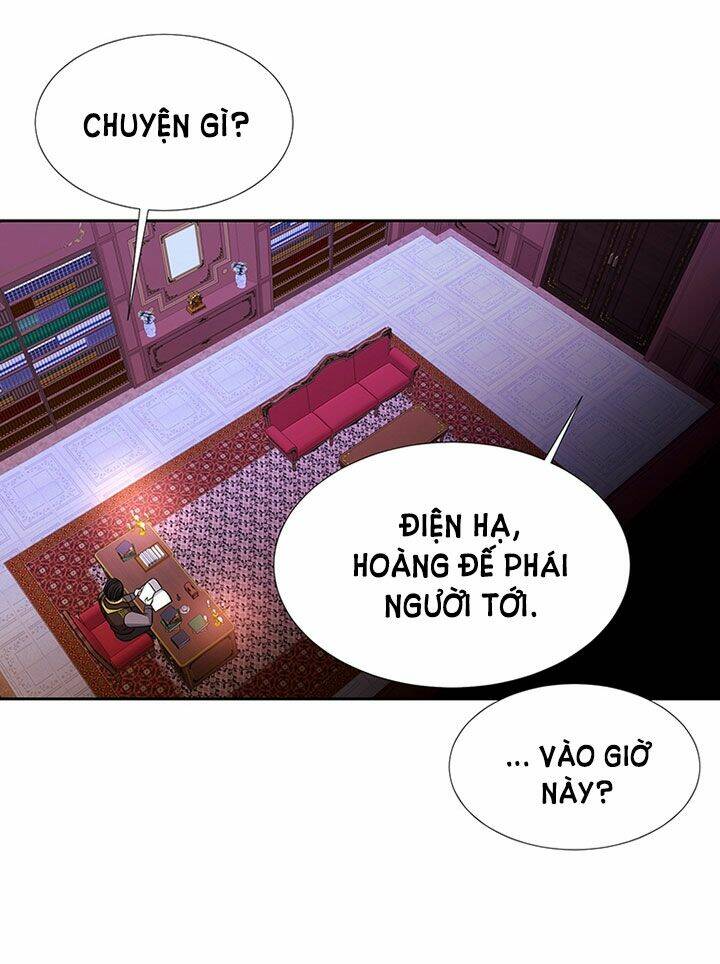 CHUYỆN GÌ?
ĐIỆN HẠ,
HOÀNG ĐẾ PHÁI
NGƯỜI TỚI.
... VÀO GIỜ
NÀY?